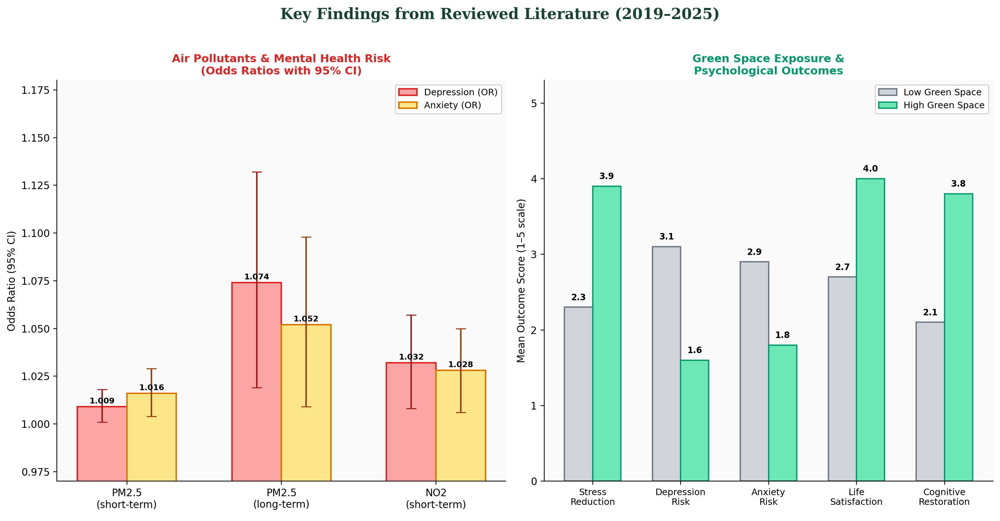 Key Findings from Reviewed Literature (2019–2025)
Air Pollutants & Mental Health Risk
(Odds Ratios with 95% CI)
Odds Ratio (95% CI)
1.175
1.150
1.125
1.100
1.075
1.050
1.025
1.000
0.975
Depression (OR)
Anxiety (OR)
1.009
1.016
1.074
1.052
1.032
1.028
PM2.5
(short-term)
PM2.5
(long-term)
NO2
(short-term)
Green Space Exposure &
Psychological Outcomes
Mean Outcome Score (1–5 scale)
5
4
3
2
1
0
Low Green Space
High Green Space
2.3
3.9
3.1
1.6
2.9
1.8
2.7
4.0
2.1
3.8
Stress
Reduction
Depression
Risk
Anxiety
Risk
Life
Satisfaction
Cognitive
Restoration